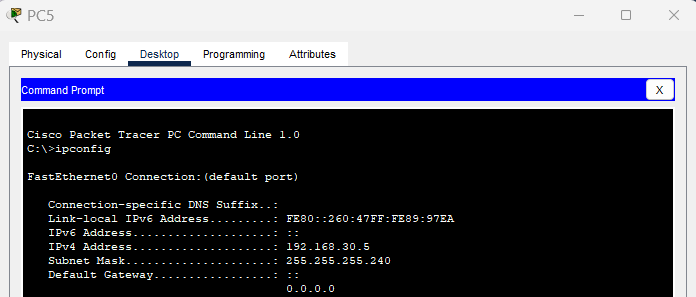 PC5
Physical Config Desktop Programming Attributes
Command Prompt X
Cisco Packet Tracer PC Command Line 1.0
C:\>ipconfig
FastEthernet0 Connection:(default port)
Connection-specific DNS Suffix..:
Link-local IPv6 Address.........: FE80::260:47FF:FE89:97EA
IPv6 Address....................: ::
IPv4 Address....................: 192.168.30.5
Subnet Mask.....................: 255.255.255.240
Default Gateway.................: ::
0.0.0.0